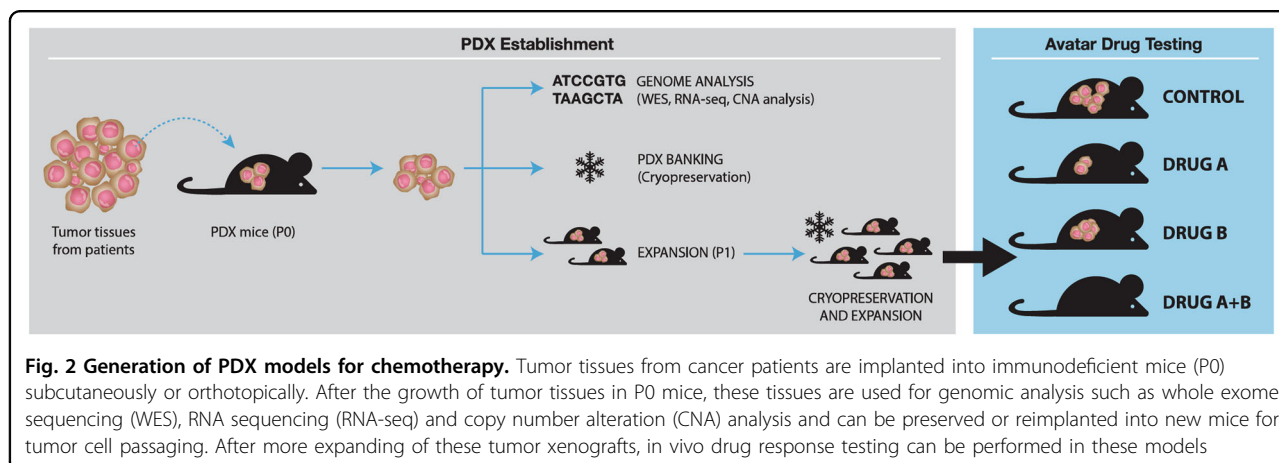 PDX Establishment
Tumor tissues
from patients
PDX mice (P0)
ATCCGTG
TAAGCTA
GENOME ANALYSIS
(WES, RNA-seq, CNA analysis)
PDX BANKING
(Cryopreservation)
EXPANSION (P1)
CRYOPRESERVATION
AND EXPANSION
Avatar Drug Testing
CONTROL
DRUG A
DRUG B
DRUG A+B
Fig. 2 Generation of PDX models for chemotherapy. Tumor tissues from cancer patients are implanted into immunodeficient mice (P0)
subcutaneously or orthotopically. After the growth of tumor tissues in P0 mice, these tissues are used for genomic analysis such as whole exome
sequencing (WES), RNA sequencing (RNA-seq) and copy number alteration (CNA) analysis and can be preserved or reimplanted into new mice for
tumor cell passaging. After more expanding of these tumor xenografts, in vivo drug response testing can be performed in these models